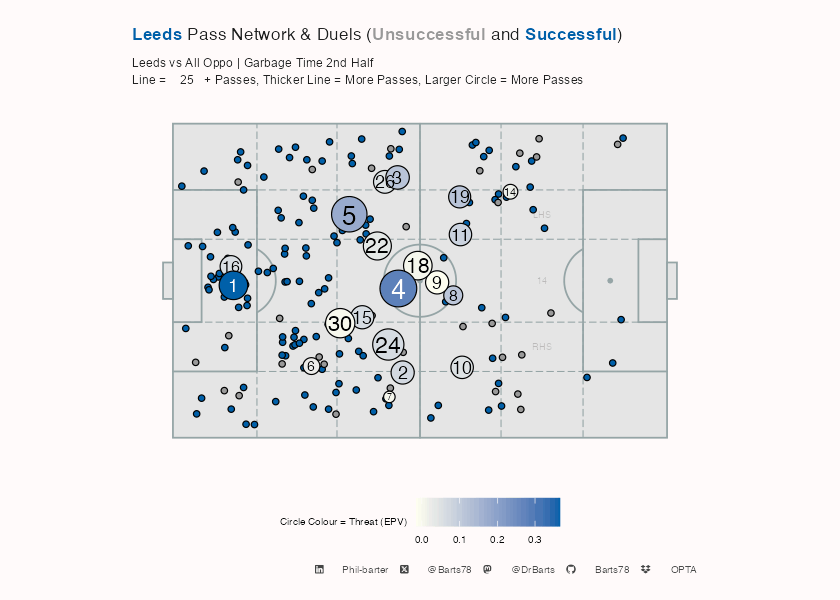 Leeds Pass Network & Duels (Unsuccessful and Successful)
Leeds vs All Oppo | Garbage Time 2nd Half
Line = 25 + Passes, Thicker Line = More Passes, Larger Circle = More Passes
26 3
14
19
5
LHS
11
22
16
18
14
1
4
9
8
15
30
24
RHS
6
10
2
7
Circle Colour = Threat (EPV)
0.0 0.1 0.2 0.3
Phil-barter @Barts78 @DrBarts Barts78 OPTA